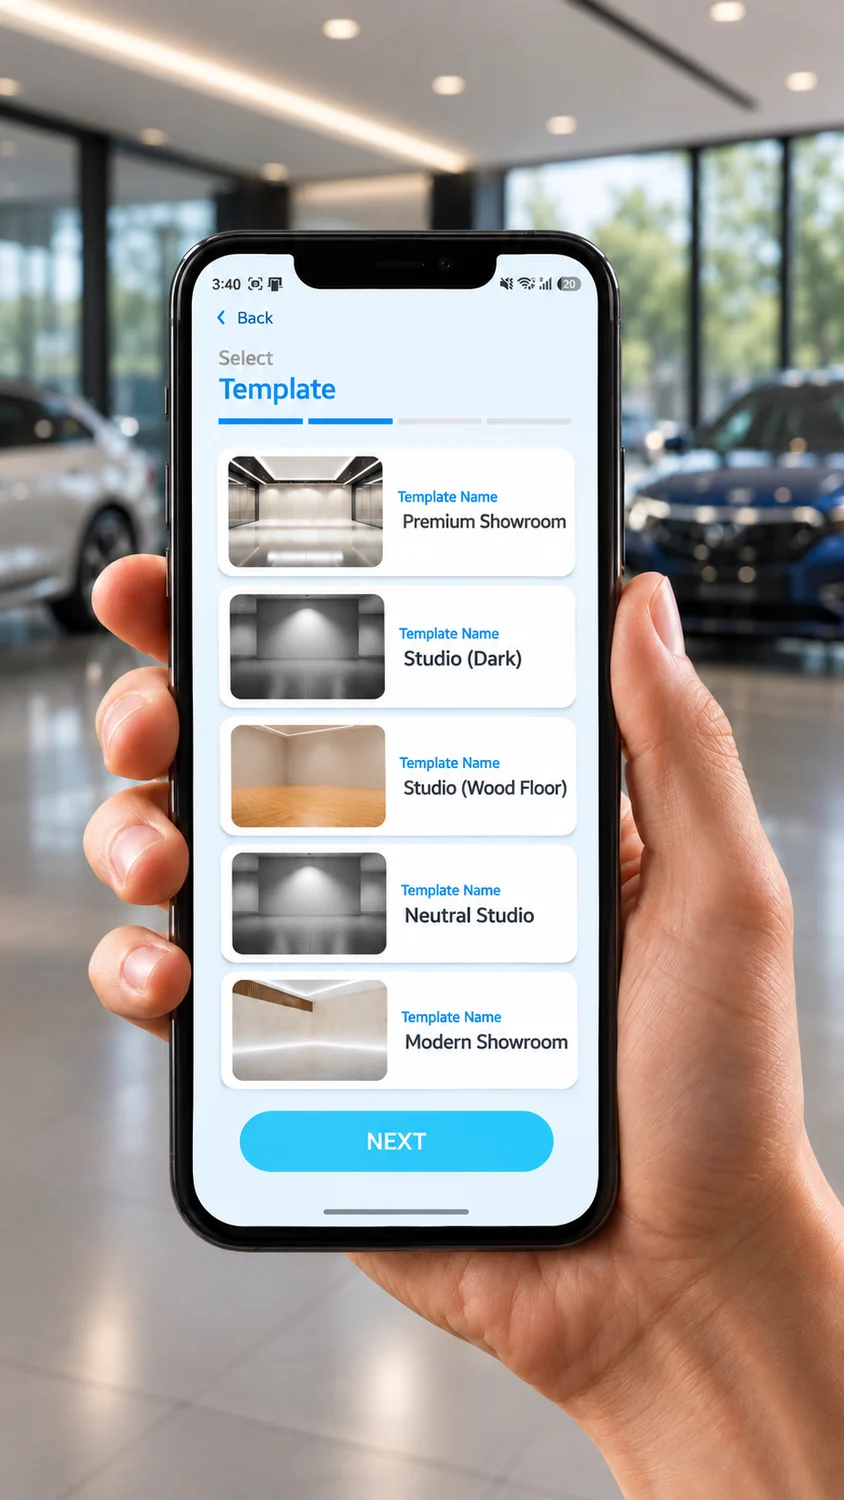 3:40
20
Back
Select
Template
Template Name
Premium Showroom
Template Name
Studio (Dark)
Template Name
Studio (Wood Floor)
Template Name
Neutral Studio
Template Name
Modern Showroom
NEXT